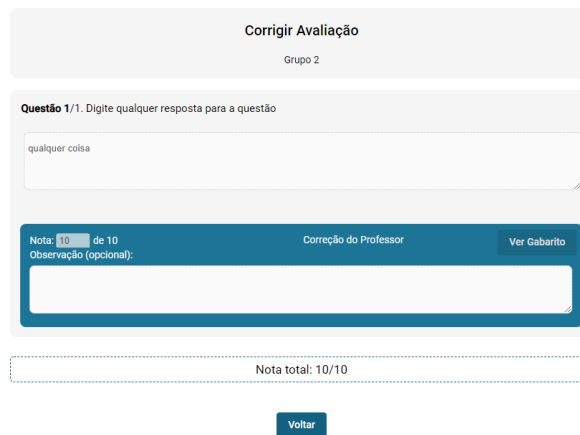 Corrigir Avaliação
Grupo 2
Questão 1/1. Digite qualquer resposta para a questão
qualquer coisa
Nota: 10 de 10
Correção do Professor
Ver Gabarito
Observação (opcional):
Nota total: 10/10
Voltar